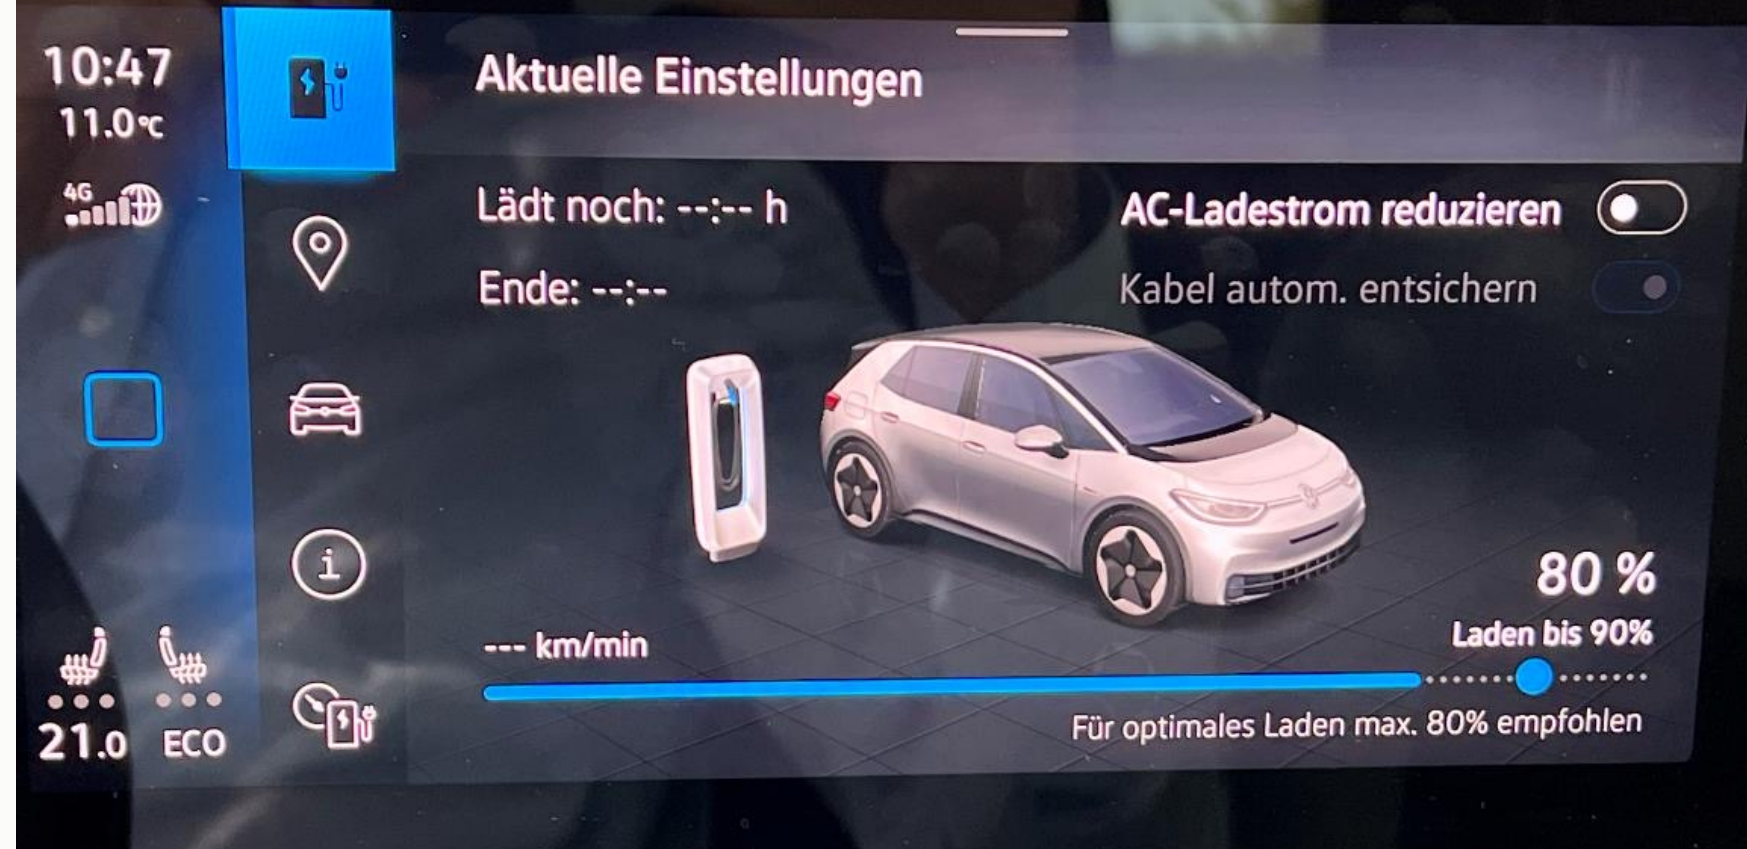 10:47
11.0°C
4G
Aktuelle Einstellungen
Lädt noch: --:-- h
Ende: --:--
AC-Ladestrom reduzieren
Kabel autom. entsichern
80 %
Laden bis 90%
--- km/min
Für optimales Laden max. 80% empfohlen
21.0
ECO